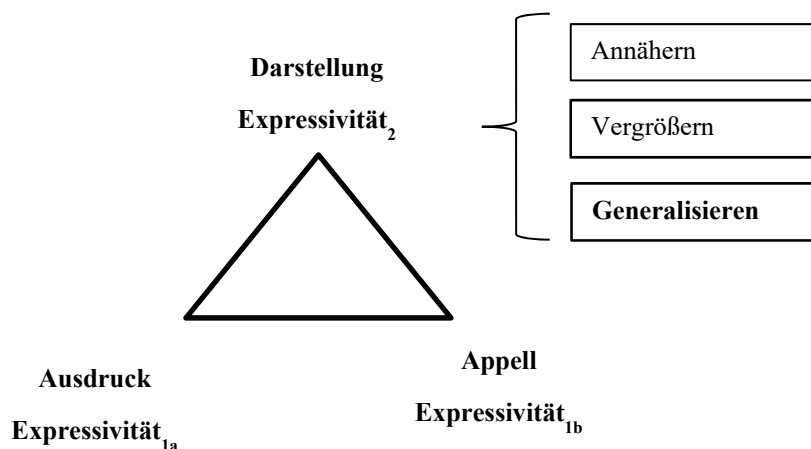 Darstellung
Expressivität₂
Annähern
Vergrößern
Generalisieren
Ausdruck
Expressivität₁ₐ
Appell
Expressivität1b